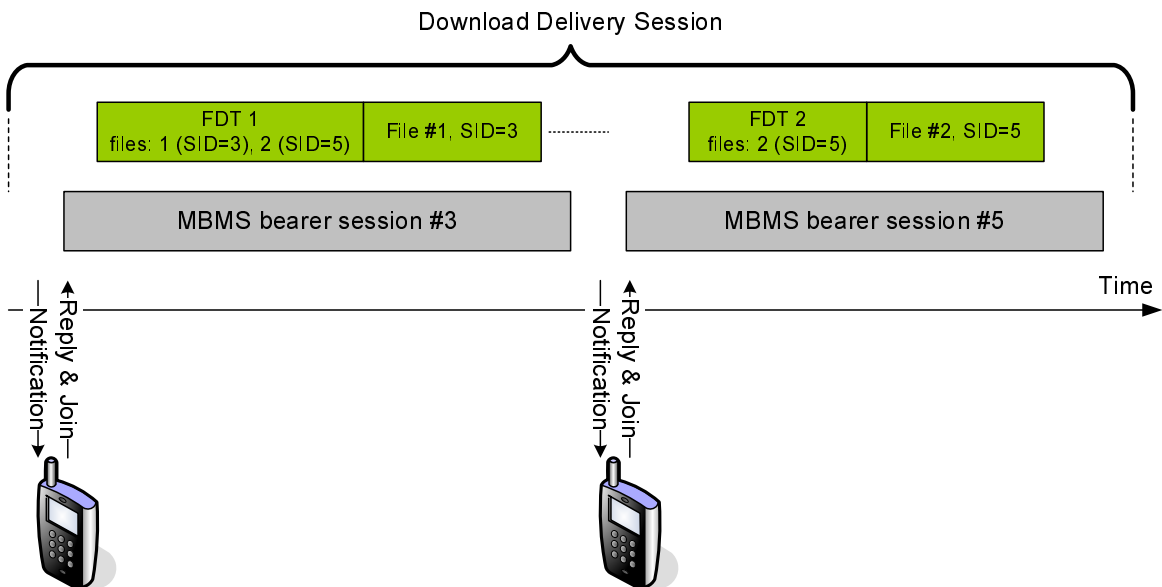 Download Delivery Session
FDT 1
files: 1 (SID=3), 2 (SID=5)
File #1, SID=3
FDT 2
files: 2 (SID=5)
File #2, SID=5
MBMS bearer session #3
MBMS bearer session #5
Time
Notification
Reply & Join
Notification
Reply & Join